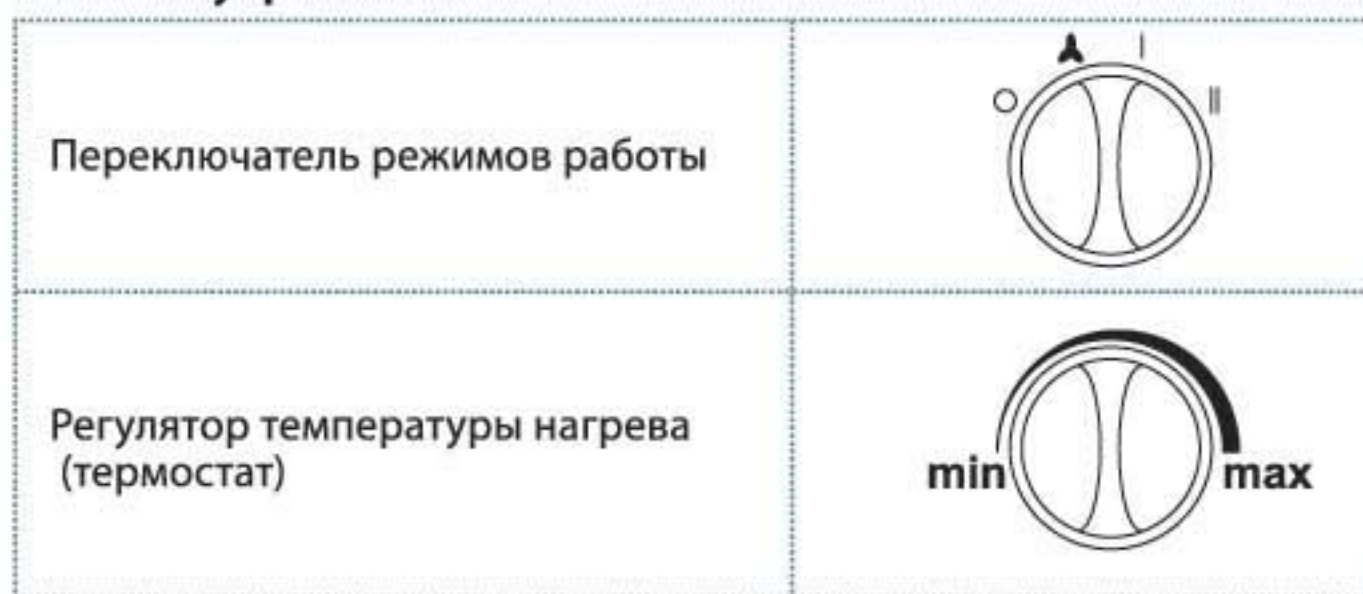 Переключатель режимов работы
I
II
Регулятор температуры нагрева
(термостат)
min
max